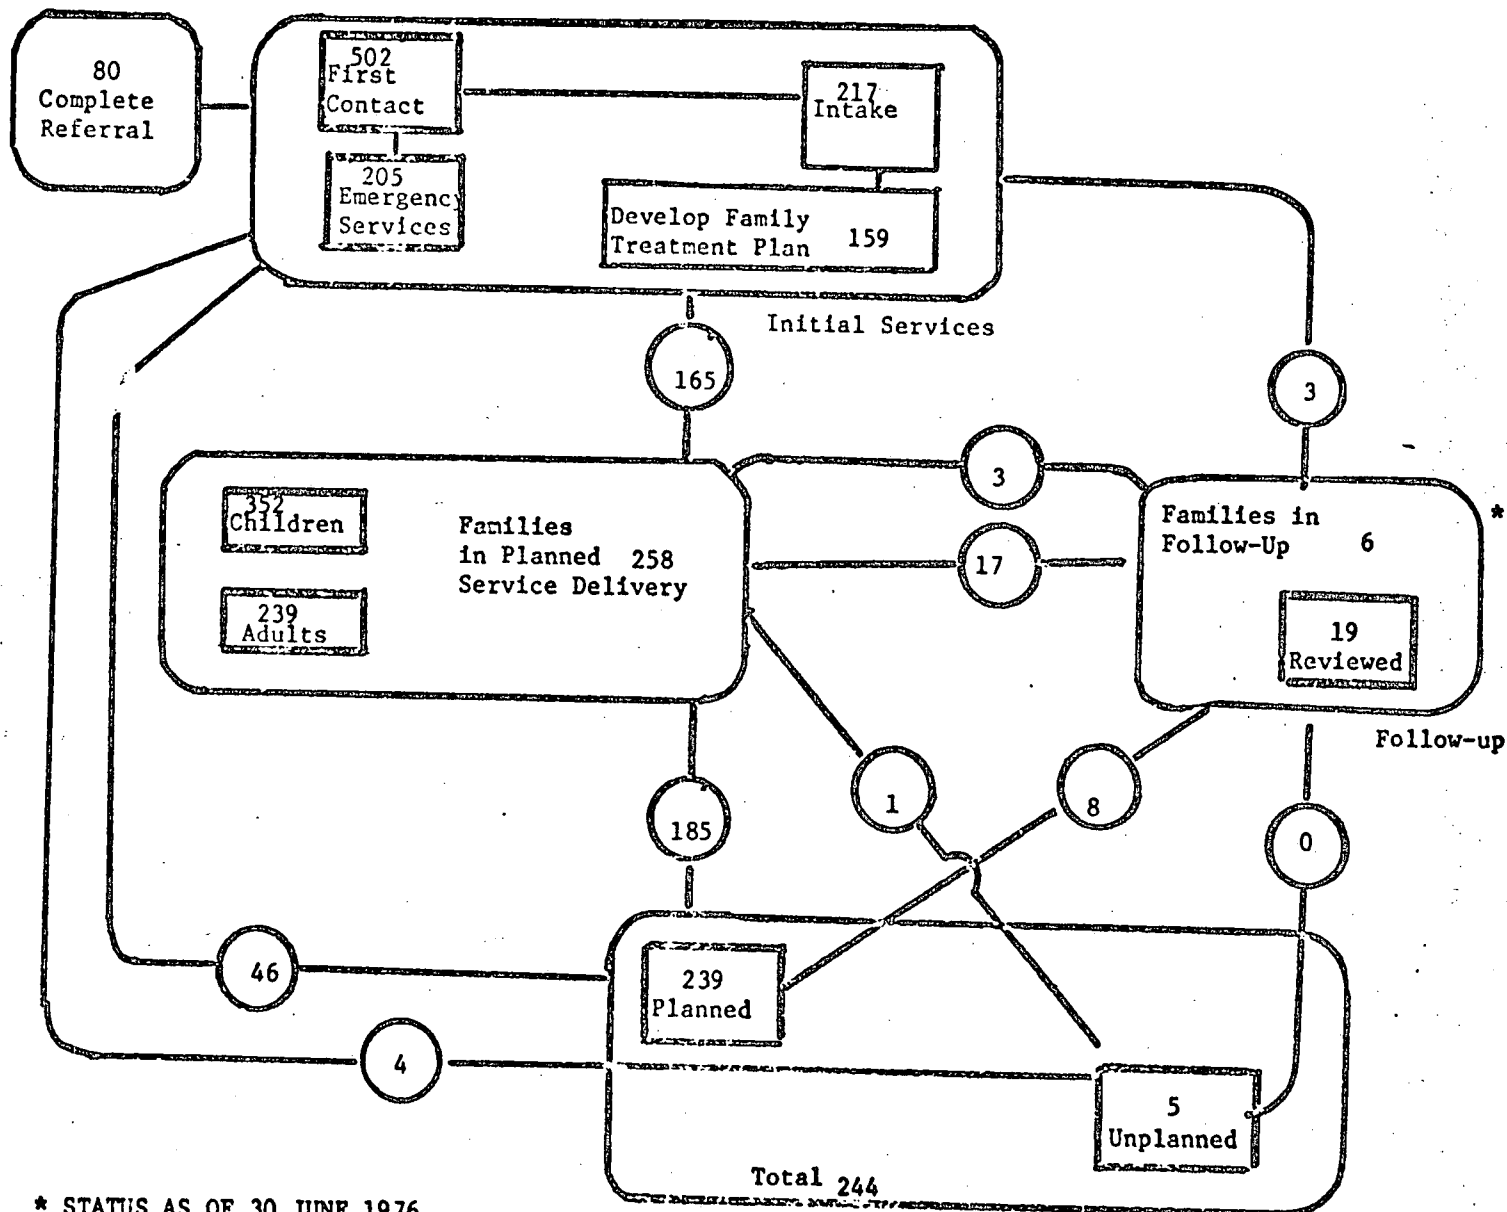 80
Complete
Referral
502
First
Contact
217
Intake
205
Emergency
Services
Develop Family
Treatment Plan 159
Initial Services
165
3
3
17
352
Children
239
Adults
Families
in Planned 258
Service Delivery
Families in
Follow-Up 6
*
19
Reviewed
Follow-up
1
8
0
185
46
4
239
Planned
5
Unplanned
Total 244
* STATUS AS OF 30 JUNE 1976